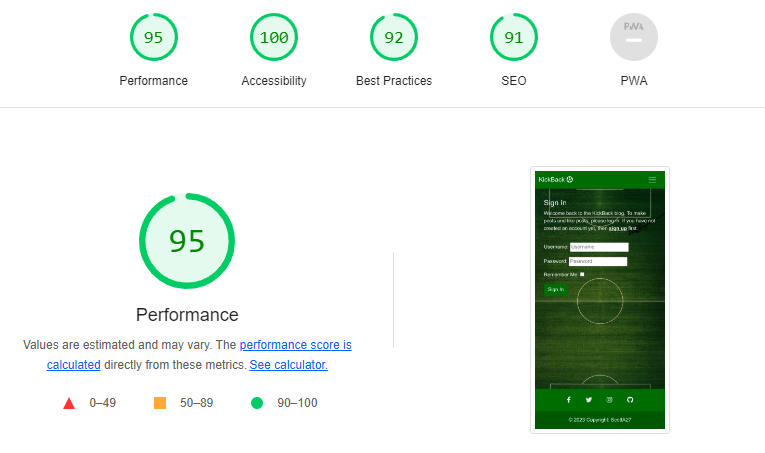 95
100
92
91
PWA
Performance
Accessibility
Best Practices
SEO
PWA
95
Performance
Values are estimated and may vary. The performance score is
calculated directly from these metrics. See calculator.
0–49
50–89
90–100
KickBack
Sign In
Welcome back to the KickBack blog. To make
posts and like posts, please log in. If you have not
created an account yet, then sign up first.
Username:
Username
Password:
Password
Remember Me:
Sign In
© 2023 Copyright: ScottA27